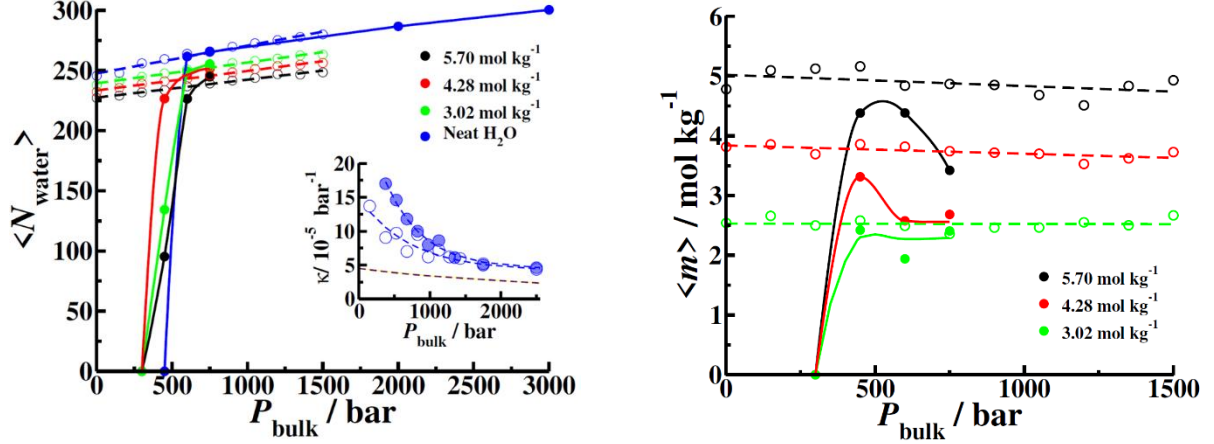 300
250
200
150
100
50
0
<N_water>
5.70 mol kg⁻¹
4.28 mol kg⁻¹
3.02 mol kg⁻¹
Neat H₂O
20
15
10
5
0
κ/ 10⁻⁵ bar⁻¹
0 1000 2000
P_bulk / bar
0 500 1000 1500 2000 2500 3000
P_bulk / bar
6
5
4
3
2
1
0
<m> / mol kg⁻¹
5.70 mol kg⁻¹
4.28 mol kg⁻¹
3.02 mol kg⁻¹
0 500 1000 1500
P_bulk / bar